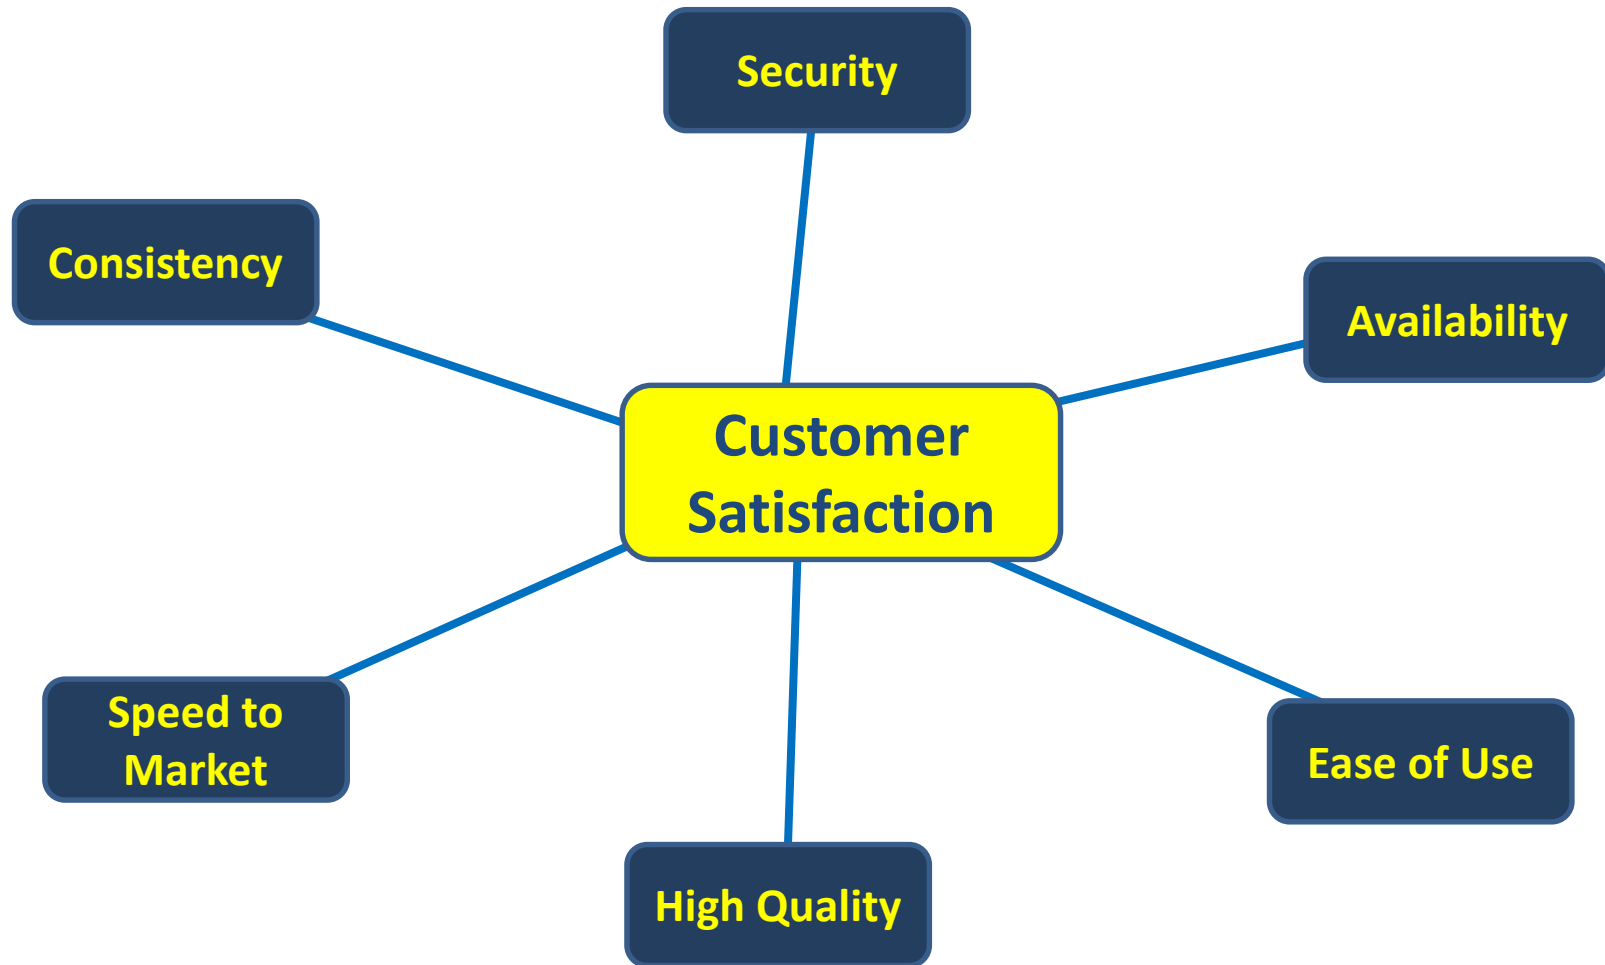 Security
Consistency
Availability
Customer
Satisfaction
Speed to
Market
Ease of Use
High Quality